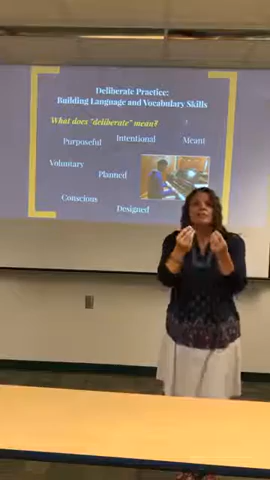 Deliberate Practice:
Building Language and Vocabulary Skills
What does "deliberate" mean?
Purposeful Intentional Meant
Voluntary
Planned
Conscious
Designed